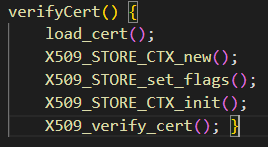 verifyCert() {
load_cert();
X509_STORE_CTX_new();
X509_STORE_set_flags();
X509_STORE_CTX_init();
X509_verify_cert(); }